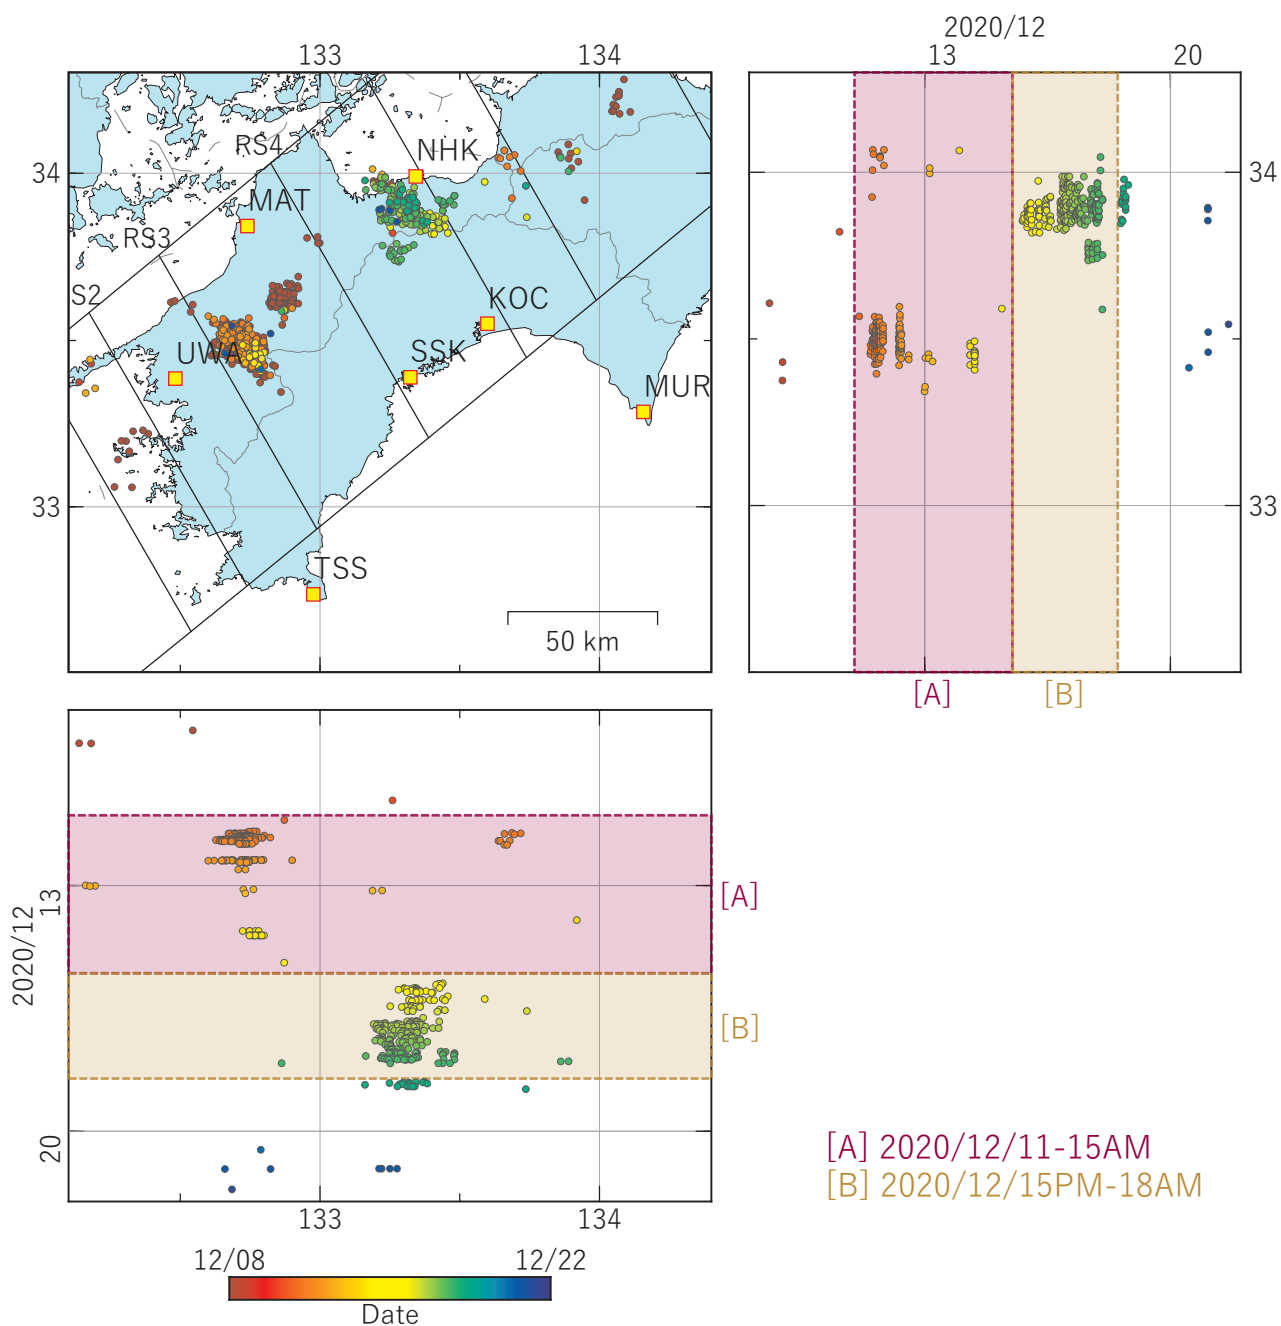 2020/12
133
134
13
20
RS4
NHK
34
34
MAT
RS3
S2
KOC
UWA
SSK
MUR
33
33
TSS
50 km
[A]
[B]
[A]
13
2020/12
[B]
20
[A] 2020/12/11-15AM
[B] 2020/12/15PM-18AM
133
134
12/08
12/22
Date